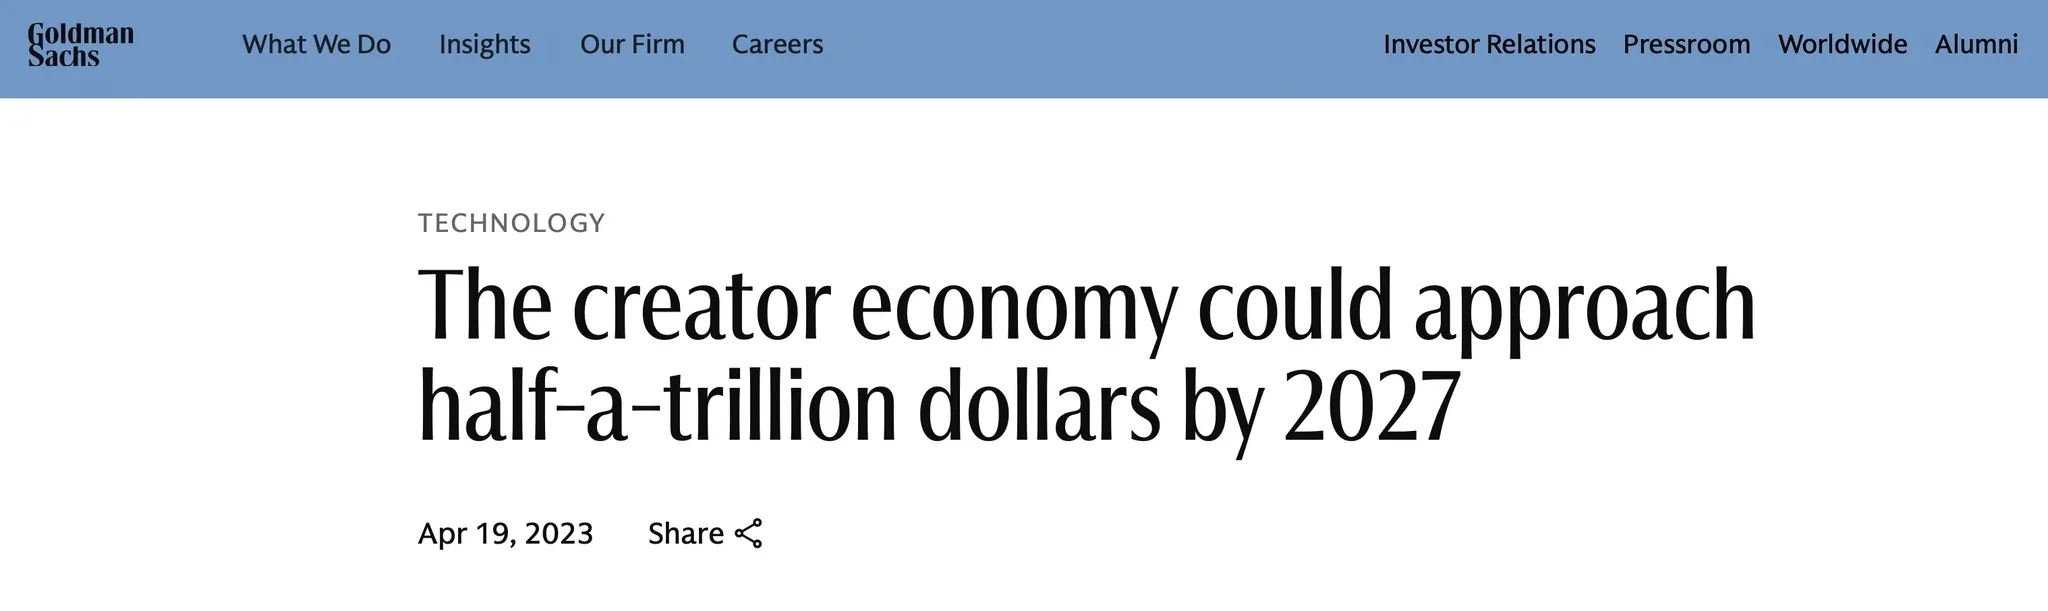 Goldman
Sachs
What We Do Insights Our Firm Careers Investor Relations Pressroom Worldwide Alumni
TECHNOLOGY
The creator economy could approach
half-a-trillion dollars by 2027
Apr 19, 2023 Share